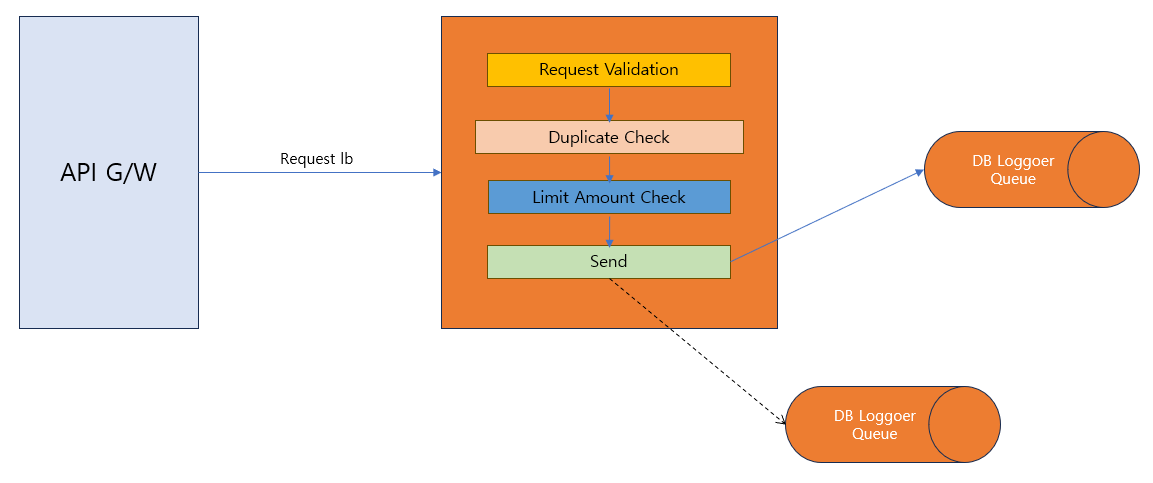 API G/W
Request lb
Request Validation
Duplicate Check
Limit Amount Check
Send
DB Loggoer
Queue
DB Loggoer
Queue